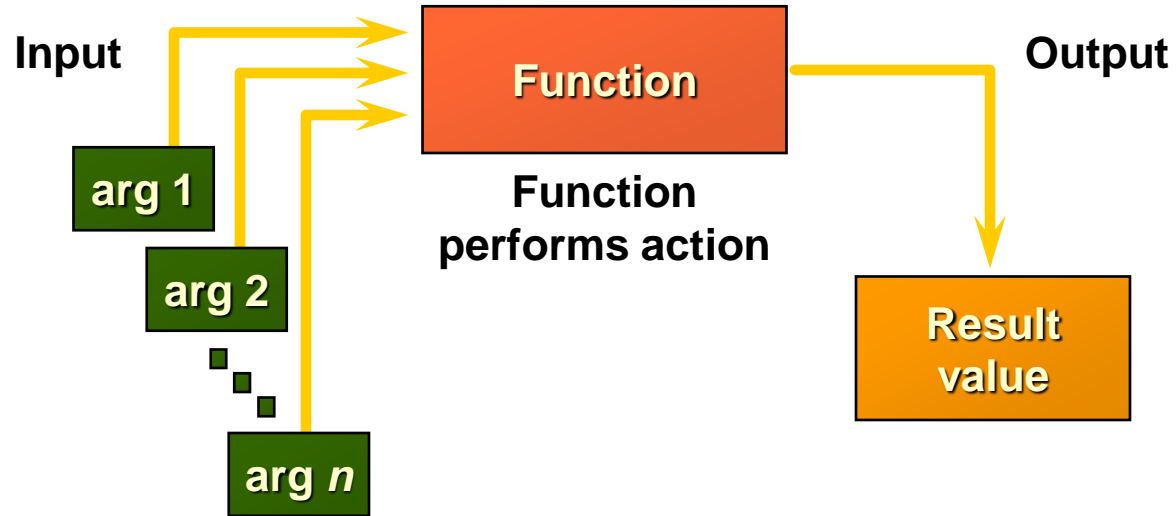 Input
Function
Output
arg 1
Function
performs action
arg 2
Result
value
arg n